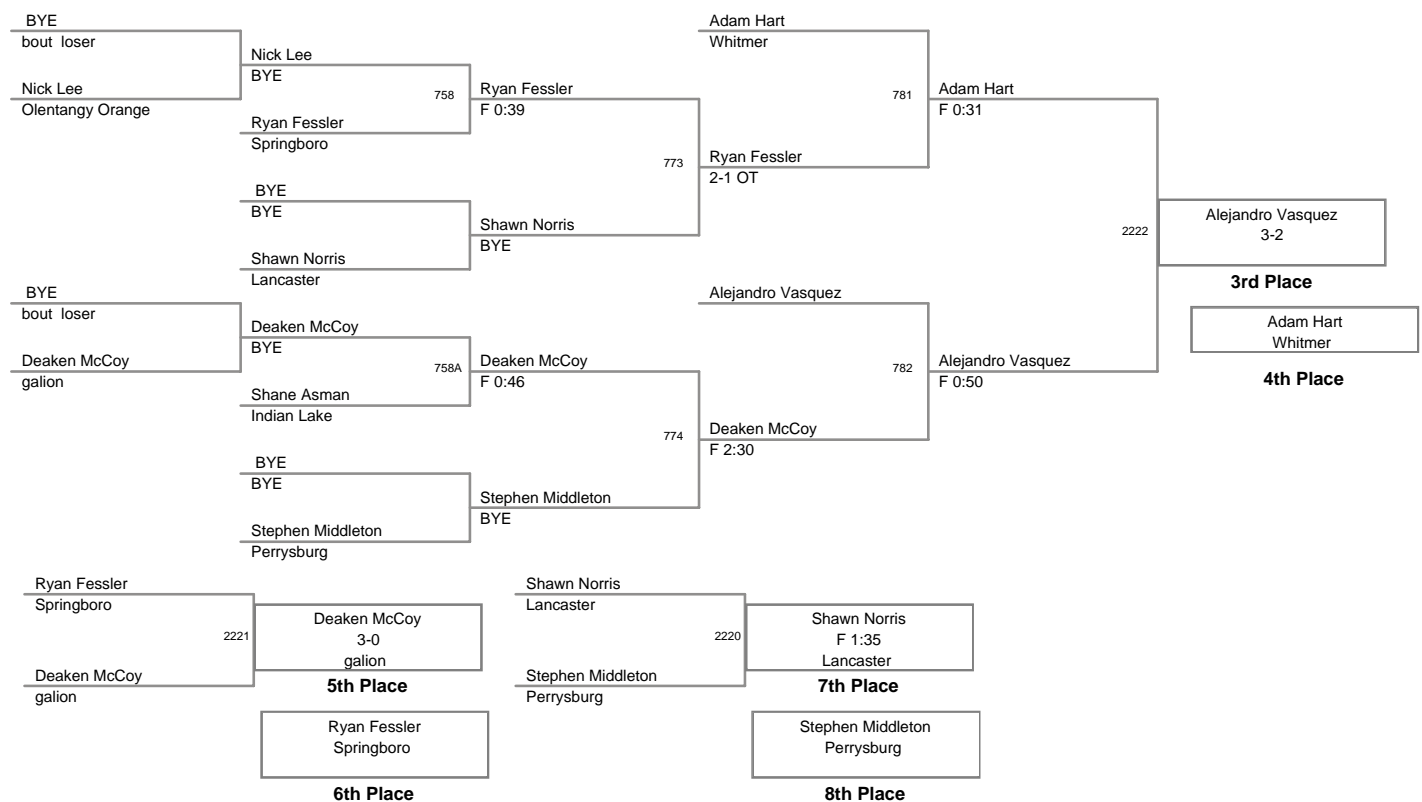 BYE
bout loser
Nick Lee
BYE
Nick Lee
Olentangy Orange
758
Ryan Fessler
F 0:39
Ryan Fessler
Springboro
773
Ryan Fessler
2-1 OT
BYE
BYE
Shawn Norris
BYE
Shawn Norris
Lancaster
Adam Hart
Whitmer
781
Adam Hart
F 0:31
BYE
bout loser
Deaken McCoy
BYE
Deaken McCoy
galion
758A
Deaken McCoy
F 0:46
Shane Asman
Indian Lake
774
Deaken McCoy
F 2:30
BYE
BYE
Stephen Middleton
BYE
Stephen Middleton
Perrysburg
Alejandro Vasquez
782
Alejandro Vasquez
F 0:50
2222
Alejandro Vasquez
3-2
3rd Place
Adam Hart
Whitmer
4th Place
Ryan Fessler
Springboro
2221
Deaken McCoy
3-0
galion
5th Place
Deaken McCoy
galion
Ryan Fessler
Springboro
6th Place
Shawn Norris
Lancaster
2220
Shawn Norris
F 1:35
Lancaster
7th Place
Stephen Middleton
Perrysburg
Stephen Middleton
Perrysburg
8th Place